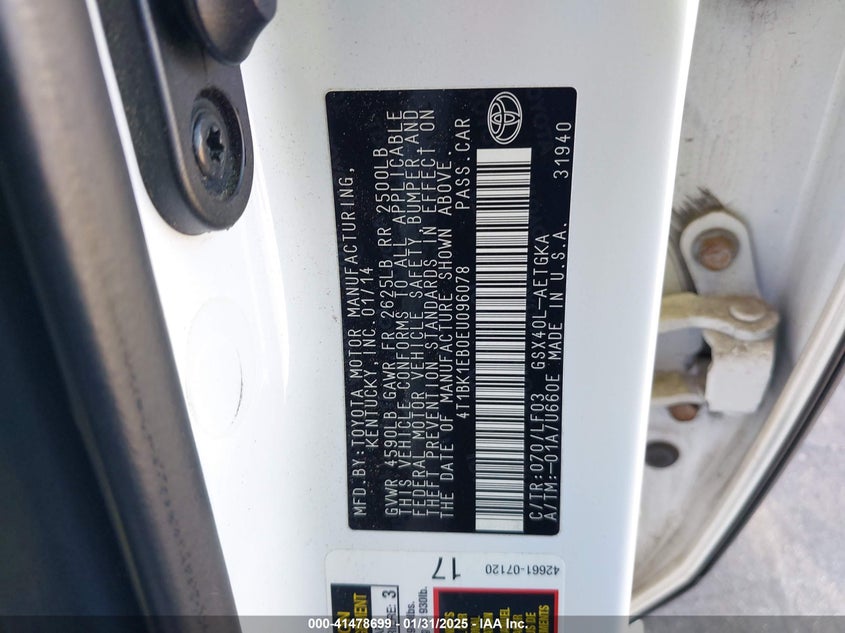 MFD.BY:TOYOTA MOTOR MANUFACTURING,
KENTUCKY, INC. 01/14
GVWR 4590LB GAWR FR 2625LB RR 2500LB
THIS VEHICLE CONFORMS TO ALL APPLICABLE
FEDERAL MOTOR VEHICLE SAFETY, BUMPER, AND
THEFT PREVENTION STANDARDS IN EFFECT ON
THE DATE OF MANUFACTURE SHOWN ABOVE.
4T1BK1EB0EU096078 PASS.CAR
C/TR:070/LF03 GSX40L-AETGKA
A/TM:-01A/U660E MADE IN U.S.A. 31940
42661-07120
17
000-41478699 - 01/31/2025 - IAA Inc.